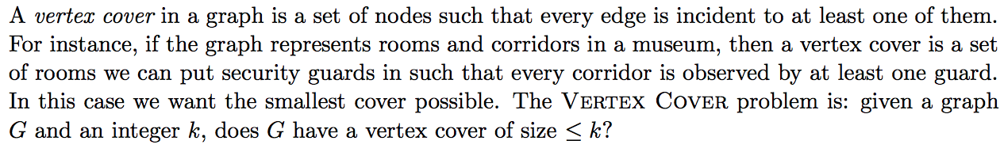 A vertex cover in a graph is a set of nodes such that every edge is incident to at least one of them.
For instance, if the graph represents rooms and corridors in a museum, then a vertex cover is a set
of rooms we can put security guards in such that every corridor is observed by at least one guard.
In this case we want the smallest cover possible. The VERTEX COVER problem is: given a graph
G and an integer k, does G have a vertex cover of size ≤ k?